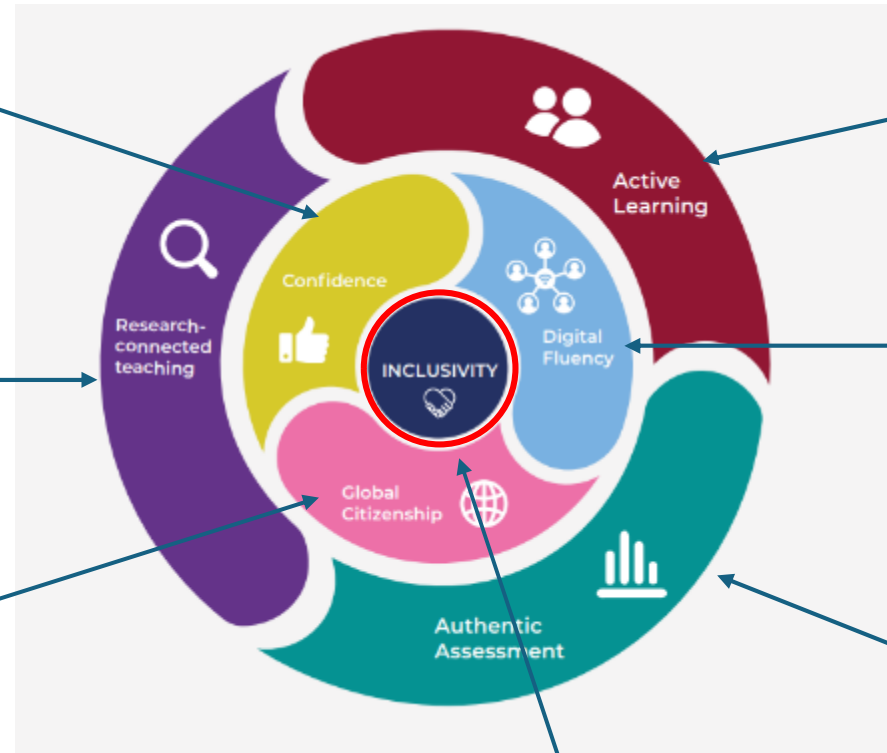 Active
Learning
Research-
connected
teaching
Confidence
Digital
Fluency
INCLUSIVITY
Global
Citizenship
Authentic
Assessment